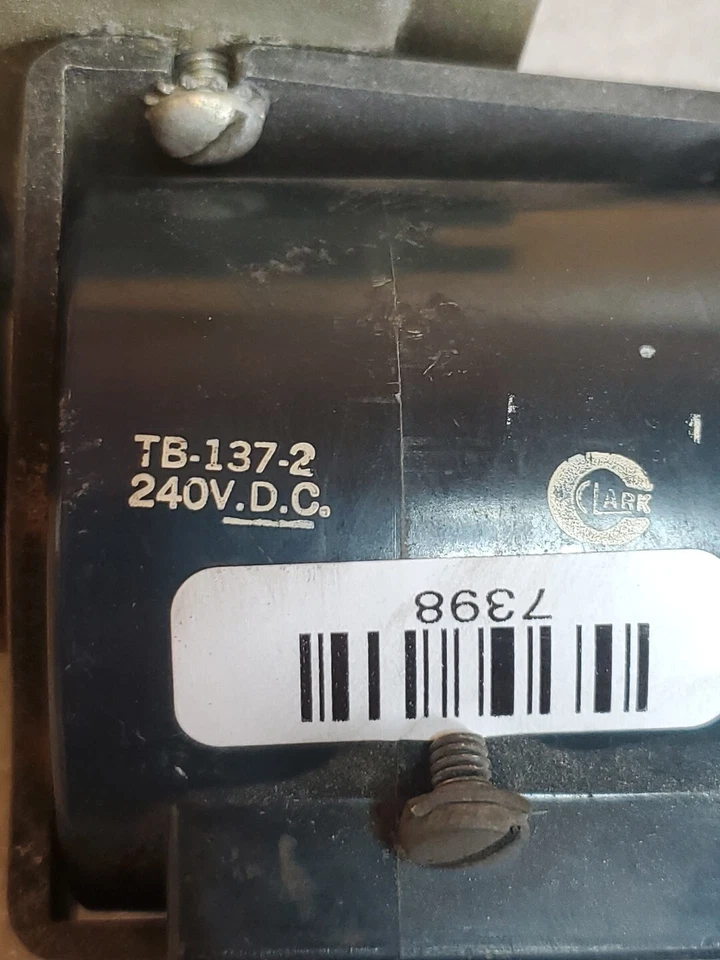 TB-137-2
240V.D.C.
CLARK
7398